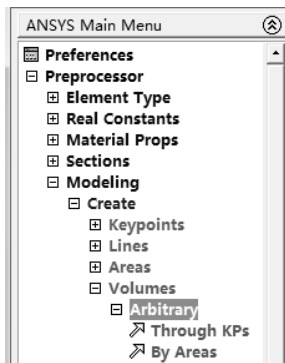 ANSYS Main Menu
Preferences
Preprocessor
Element Type
Real Constants
Material Props
Sections
Modeling
Create
Keypoints
Lines
Areas
Volumes
Arbitrary
Through KPs
By Areas